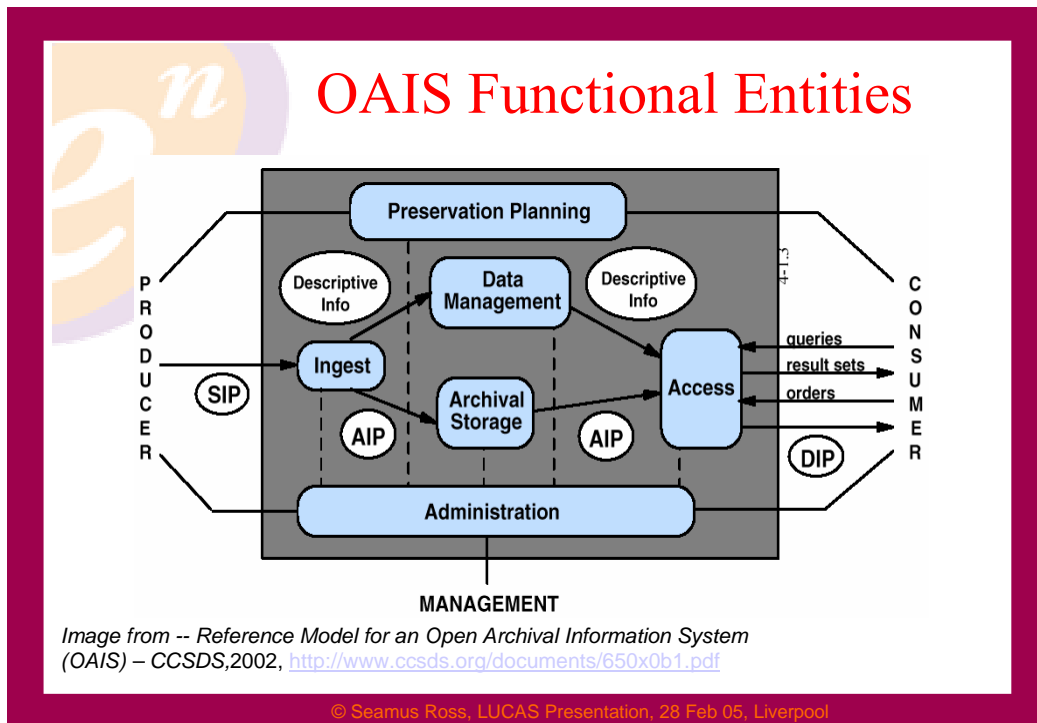 OAIS Functional Entities
Preservation Planning
4-1.3
Descriptive
Info
Data
Management
Descriptive
Info
PRODUCER
CONSUMER
queries
Ingest
result sets
Access
SIP
orders
Archival
Storage
AIP
AIP
DIP
Administration
MANAGEMENT
Image from -- Reference Model for an Open Archival Information System
(OAIS) – CCSDS,2002, http://www.ccsds.org/documents/650x0b1.pdf
© Seamus Ross, LUCAS Presentation, 28 Feb 05, Liverpool